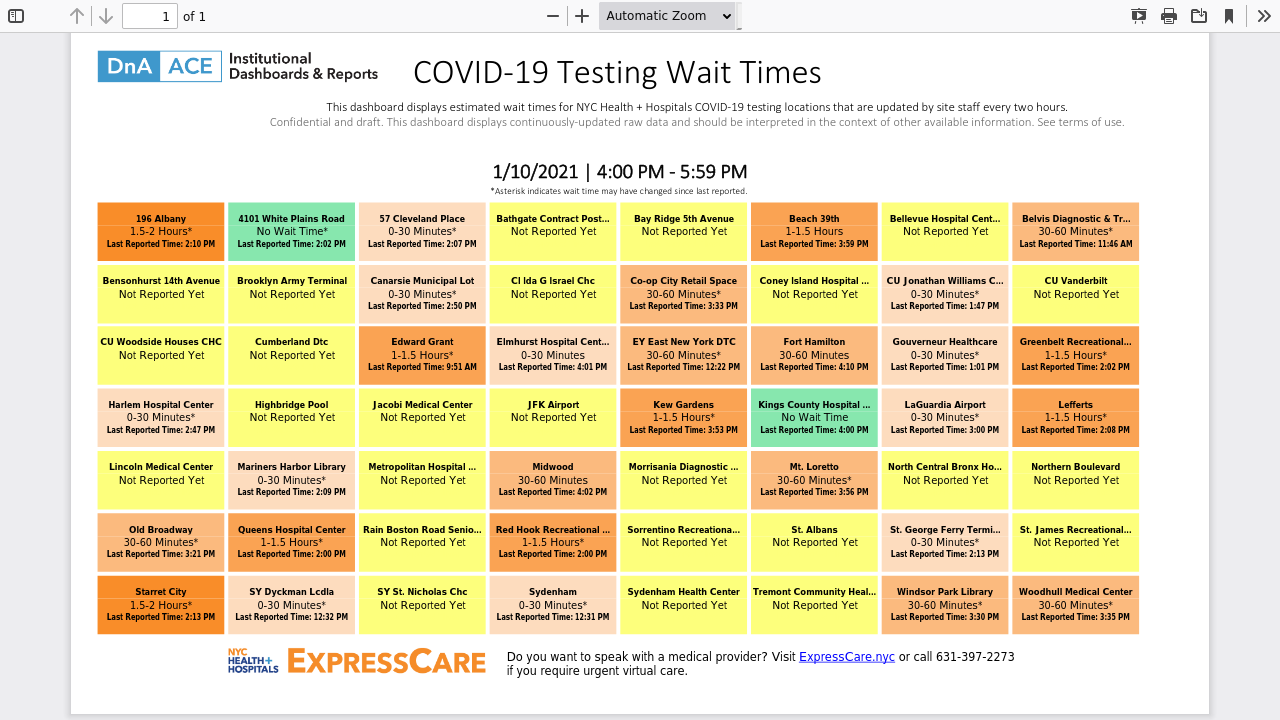 1 of 1 Automatic Zoom
DnA ACE Institutional
Dashboards & Reports
COVID-19 Testing Wait Times
This dashboard displays estimated wait times for NYC Health + Hospitals COVID-19 testing locations that are updated by site staff every two hours.
Confidential and draft. This dashboard displays continuously-updated raw data and should be interpreted in the context of other available information. See terms of use.
1/10/2021 | 4:00 PM - 5:59 PM
*Asterisk indicates wait time may have changed since last reported.
196 Albany
1.5-2 Hours*
Last Reported Time: 2:10 PM
4101 White Plains Road
No Wait Time*
Last Reported Time: 2:02 PM
57 Cleveland Place
0-30 Minutes*
Last Reported Time: 2:07 PM
Bathgate Contract Post...
Not Reported Yet
Bay Ridge 5th Avenue
Not Reported Yet
Beach 39th
1-1.5 Hours
Last Reported Time: 3:59 PM
Bellevue Hospital Cent...
Not Reported Yet
Belvis Diagnostic & Tr...
30-60 Minutes*
Last Reported Time: 11:46 AM
Bensonhurst 14th Avenue
Not Reported Yet
Brooklyn Army Terminal
Not Reported Yet
Canarsie Municipal Lot
0-30 Minutes*
Last Reported Time: 2:50 PM
Cl Ida G Israel Chc
Not Reported Yet
Co-op City Retail Space
30-60 Minutes*
Last Reported Time: 3:33 PM
Coney Island Hospital ...
Not Reported Yet
CU Jonathan Williams C...
0-30 Minutes*
Last Reported Time: 1:47 PM
CU Vanderbilt
Not Reported Yet
CU Woodside Houses CHC
Not Reported Yet
Cumberland Dtc
Not Reported Yet
Edward Grant
1-1.5 Hours*
Last Reported Time: 9:51 AM
Elmhurst Hospital Cent...
0-30 Minutes
Last Reported Time: 4:01 PM
EY East New York DTC
30-60 Minutes*
Last Reported Time: 12:22 PM
Fort Hamilton
30-60 Minutes
Last Reported Time: 4:10 PM
Gouverneur Healthcare
0-30 Minutes*
Last Reported Time: 1:01 PM
Greenbelt Recreational...
1-1.5 Hours*
Last Reported Time: 2:02 PM
Harlem Hospital Center
0-30 Minutes*
Last Reported Time: 2:47 PM
Highbridge Pool
Not Reported Yet
Jacobi Medical Center
Not Reported Yet
JFK Airport
Not Reported Yet
Kew Gardens
1-1.5 Hours*
Last Reported Time: 3:53 PM
Kings County Hospital ...
No Wait Time
Last Reported Time: 4:00 PM
LaGuardia Airport
0-30 Minutes*
Last Reported Time: 3:00 PM
Lefferts
1-1.5 Hours*
Last Reported Time: 2:08 PM
Lincoln Medical Center
Not Reported Yet
Mariners Harbor Library
0-30 Minutes*
Last Reported Time: 2:09 PM
Metropolitan Hospital ...
Not Reported Yet
Midwood
30-60 Minutes
Last Reported Time: 4:02 PM
Morrisania Diagnostic ...
Not Reported Yet
Mt. Loretto
30-60 Minutes*
Last Reported Time: 3:56 PM
North Central Bronx Ho...
Not Reported Yet
Northern Boulevard
Not Reported Yet
Old Broadway
30-60 Minutes*
Last Reported Time: 3:21 PM
Queens Hospital Center
1-1.5 Hours*
Last Reported Time: 2:00 PM
Rain Boston Road Senio...
Not Reported Yet
Red Hook Recreational ...
1-1.5 Hours*
Last Reported Time: 2:00 PM
Sorrentino Recreationa...
Not Reported Yet
St. Albans
Not Reported Yet
St. George Ferry Termi...
0-30 Minutes*
Last Reported Time: 2:13 PM
St. James Recreational...
Not Reported Yet
Starret City
1.5-2 Hours*
Last Reported Time: 2:13 PM
SY Dyckman Lcdla
0-30 Minutes*
Last Reported Time: 12:32 PM
SY St. Nicholas Chc
Not Reported Yet
Sydenham
0-30 Minutes*
Last Reported Time: 12:31 PM
Sydenham Health Center
Not Reported Yet
Tremont Community Heal...
Not Reported Yet
Windsor Park Library
30-60 Minutes*
Last Reported Time: 3:30 PM
Woodhull Medical Center
30-60 Minutes*
Last Reported Time: 3:35 PM
NYC
HEALTH+
HOSPITALS
EXPRESSCARE
Do you want to speak with a medical provider? Visit ExpressCare.nyc or call 631-397-2273
if you require urgent virtual care.